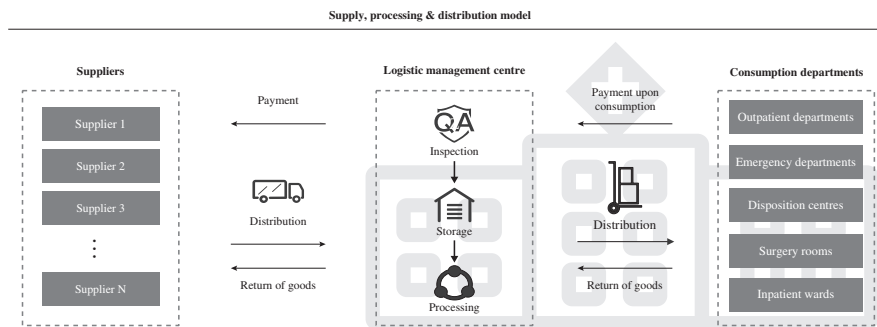 Supply, processing & distribution model
Suppliers
Logistic management centre
Consumption departments
Supplier 1
Supplier 2
Supplier 3
Supplier N
Payment
Distribution
Return of goods
QA
Inspection
Storage
Processing
Payment upon
consumption
Distribution
Return of goods
Outpatient departments
Emergency departments
Disposition centres
Surgery rooms
Inpatient wards